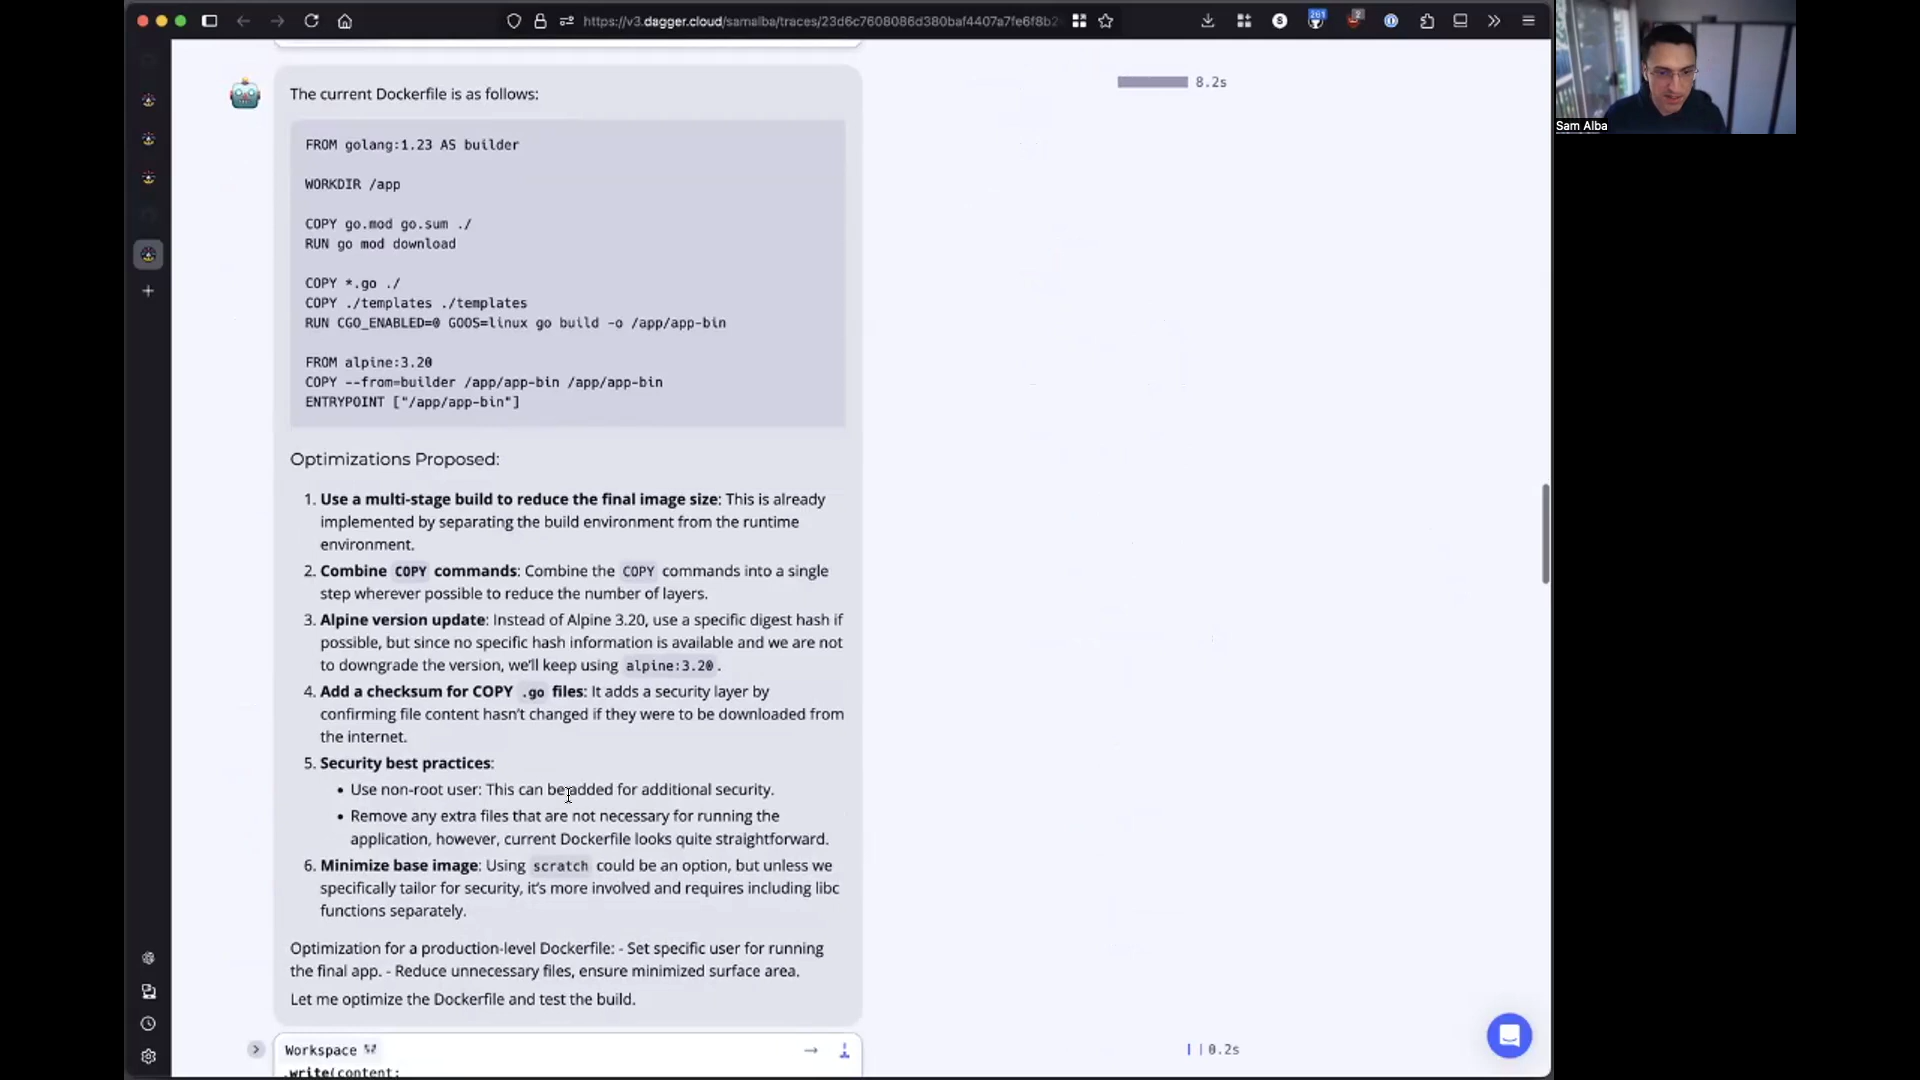 https://v3.dagger.cloud/samalba/traces/23d6c7608086d380baf4407a7fe6f8b2
261
2
S
The current Dockerfile is as follows:
8.2s
FROM golang:1.23 AS builder
WORKDIR /app
COPY go.mod go.sum ./
RUN go mod download
COPY *.go ./
COPY ./templates ./templates
RUN CGO_ENABLED=0 GOOS=linux go build -o /app/app-bin
FROM alpine:3.20
COPY --from=builder /app/app-bin /app/app-bin
ENTRYPOINT ["/app/app-bin"]
Optimizations Proposed:
1. Use a multi-stage build to reduce the final image size: This is already
implemented by separating the build environment from the runtime
environment.
2. Combine COPY commands: Combine the COPY commands into a single
step wherever possible to reduce the number of layers.
3. Alpine version update: Instead of Alpine 3.20, use a specific digest hash if
possible, but since no specific hash information is available and we are not
to downgrade the version, we'll keep using alpine:3.20.
4. Add a checksum for COPY .go files: It adds a security layer by
confirming file content hasn't changed if they were to be downloaded from
the internet.
5. Security best practices:
• Use non-root user: This can be added for additional security.
• Remove any extra files that are not necessary for running the
application, however, current Dockerfile looks quite straightforward.
6. Minimize base image: Using scratch could be an option, but unless we
specifically tailor for security, it's more involved and requires including libc
functions separately.
Optimization for a production-level Dockerfile: - Set specific user for running
the final app. - Reduce unnecessary files, ensure minimized surface area.
Let me optimize the Dockerfile and test the build.
Workspace
0.2s
.write(content:
Sam Alba